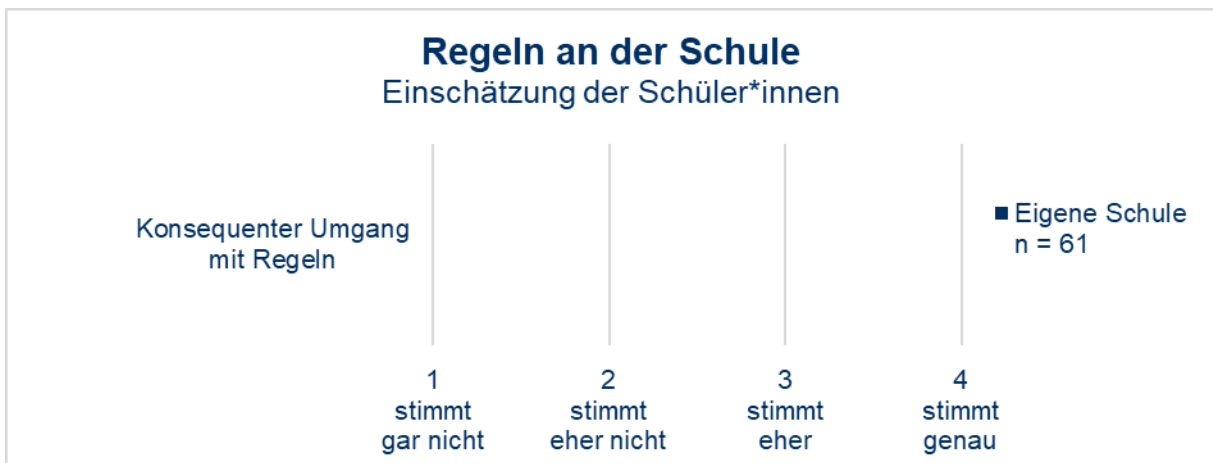 Regeln an der Schule
Einschätzung der Schüler*innen
Konsequenter Umgang
mit Regeln
Eigene Schule
n = 61
1
stimmt
gar nicht
2
stimmt
eher nicht
3
stimmt
eher
4
stimmt
genau